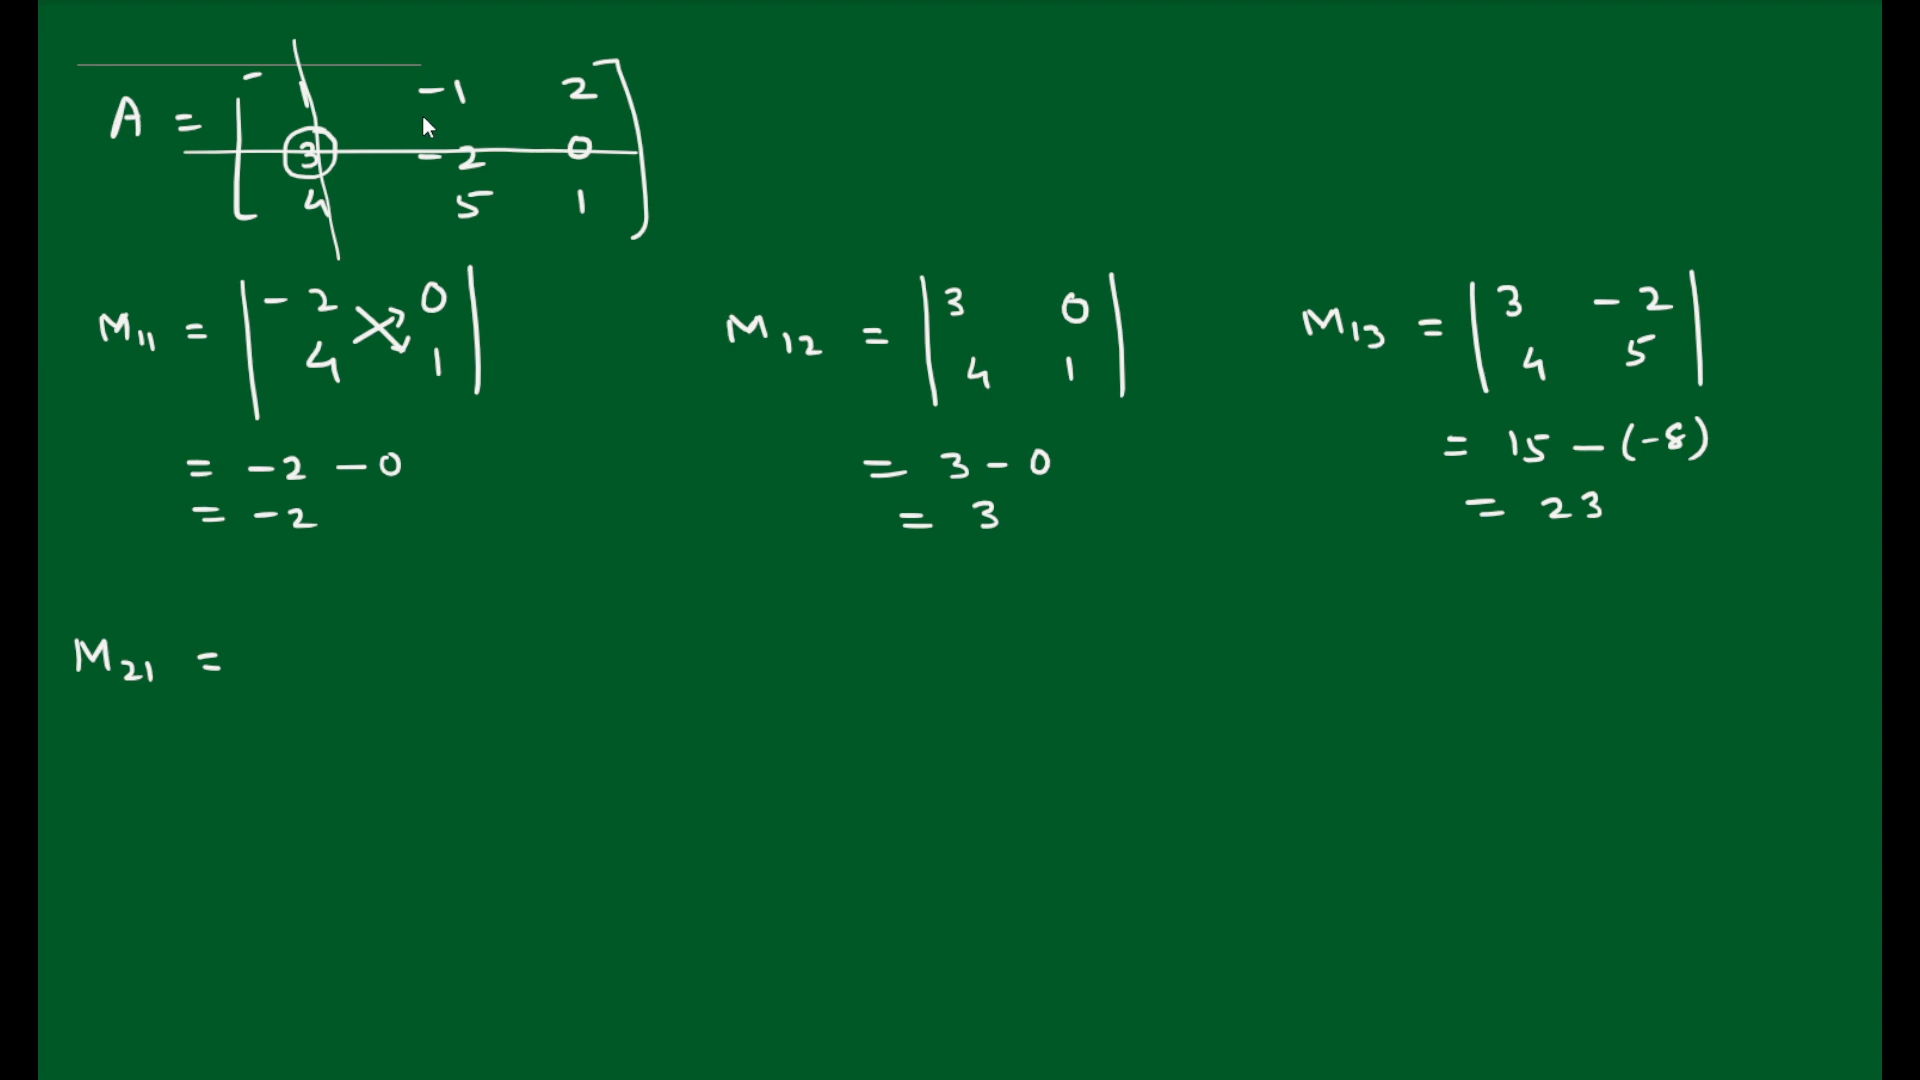 A = [ 1 -1 2
3 -2 0
4 5 1 ]
M11 = | -2 0 | M12 = | 3 0 | M13 = | 3 -2 |
| 4 1 | | 4 1 | | 4 5 |
= -2 - 0 = 3 - 0 = 15 - (-8)
= -2 = 3 = 23
M21 =